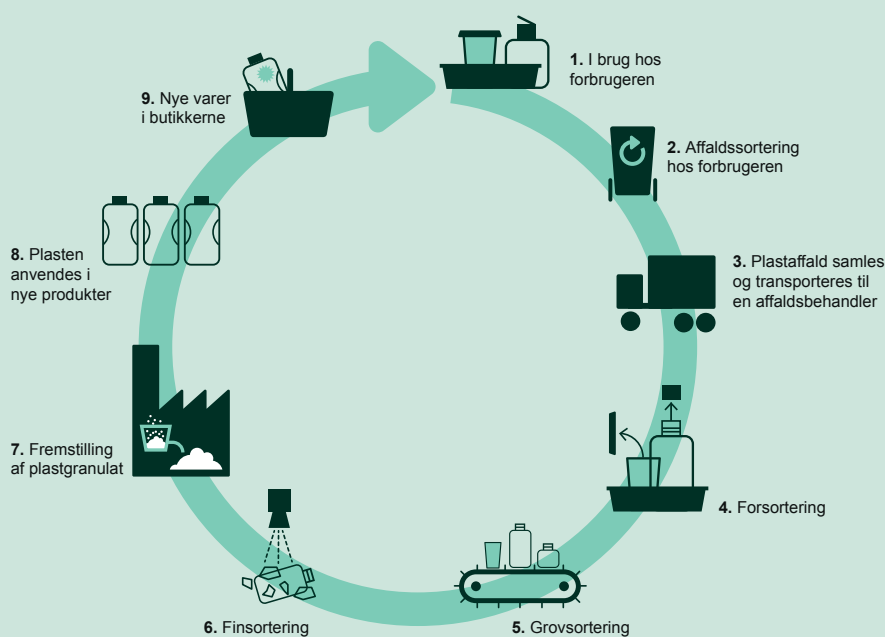 1. I brug hos
forbrugeren
2. Affaldssortering
hos forbrugeren
3. Plastaffald samles
og transporteres til
en affaldsbehandler
4. Forsortering
5. Grovsortering
6. Finsortering
7. Fremstilling
af plastgranulat
8. Plasten
anvendes i
nye produkter
9. Nye varer
i butikkerne